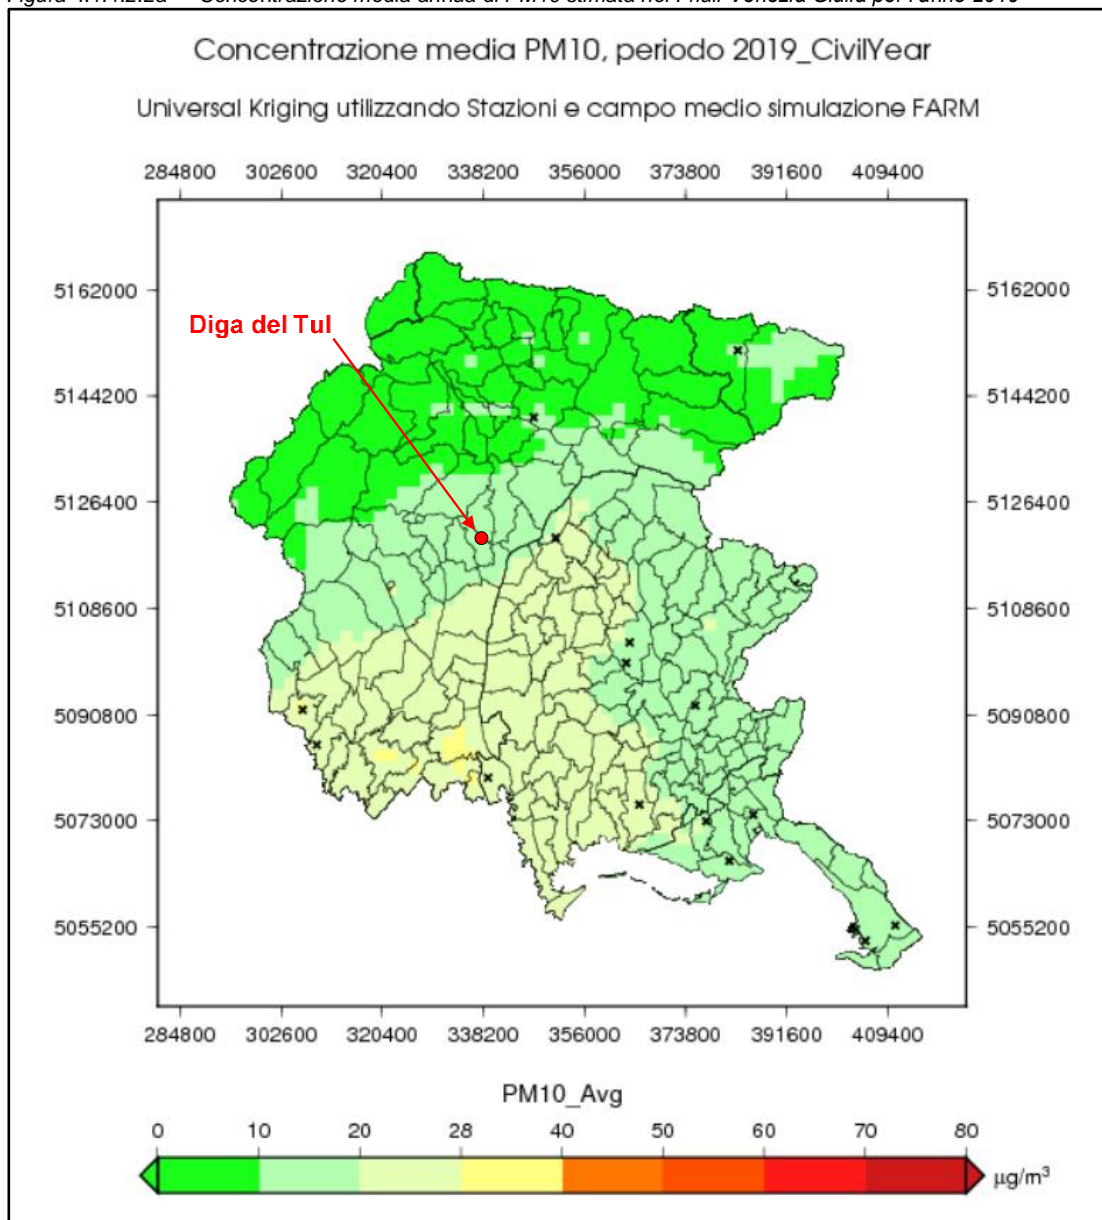 Concentrazione media PM10, periodo 2019_CivilYear
Universal Kriging utilizzando Stazioni e campo medio simulazione FARM
284800 302600 320400 338200 356000 373800 391600 409400
5162000 5162000
Diga del Tul
5144200 5144200
5126400 5126400
5108600 5108600
5090800 5090800
5073000 5073000
5055200 5055200
284800 302600 320400 338200 356000 373800 391600 409400
PM10_Avg
0 10 20 28 40 50 60 70 80
μg/m³